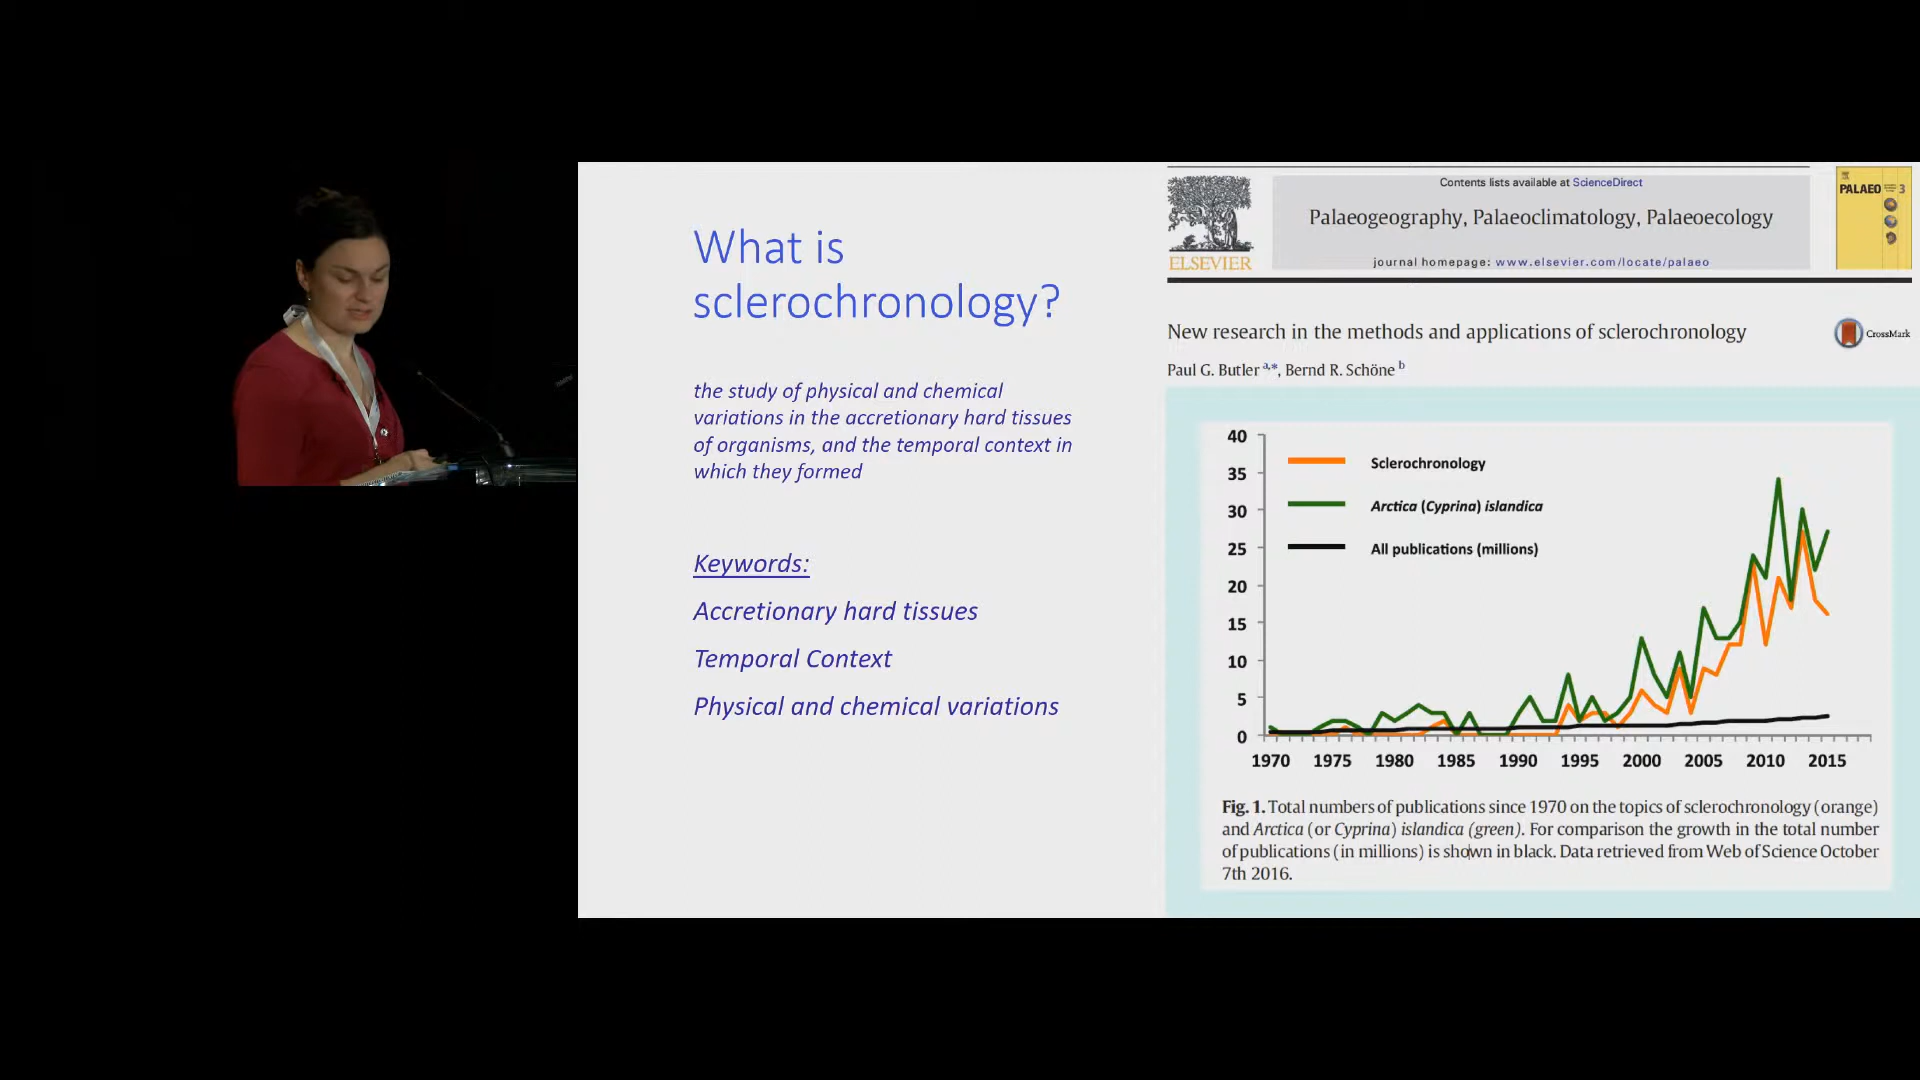 What is
sclerochronology?
the study of physical and chemical
variations in the accretionary hard tissues
of organisms, and the temporal context in
which they formed
Keywords:
Accretionary hard tissues
Temporal Context
Physical and chemical variations
ELSEVIER
Contents lists available at ScienceDirect
Palaeogeography, Palaeoclimatology, Palaeoecology
journal homepage: www.elsevier.com/locate/palaeo
PALAEO 3
New research in the methods and applications of sclerochronology
CrossMark
Paul G. Butler a,*, Bernd R. Schöne b
40
35
30
25
20
15
10
5
0
Sclerochronology
Arctica (Cyprina) islandica
All publications (millions)
1970 1975 1980 1985 1990 1995 2000 2005 2010 2015
Fig. 1. Total numbers of publications since 1970 on the topics of sclerochronology (orange)
and Arctica (or Cyprina) islandica (green). For comparison the growth in the total number
of publications (in millions) is shown in black. Data retrieved from Web of Science October
7th 2016.